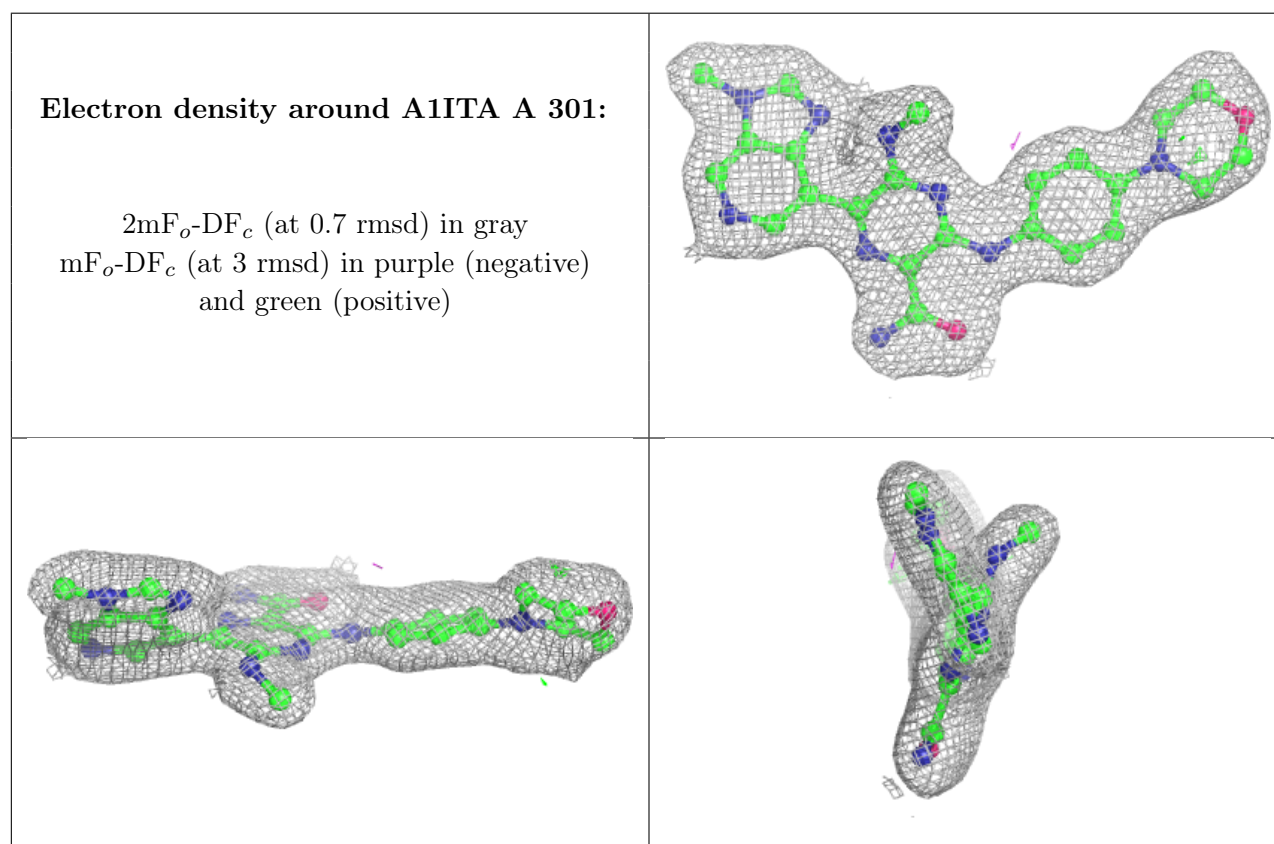 Electron density around A1ITA A 301:
2mFo-DFc (at 0.7 rmsd) in gray
mFo-DFc (at 3 rmsd) in purple (negative)
and green (positive)